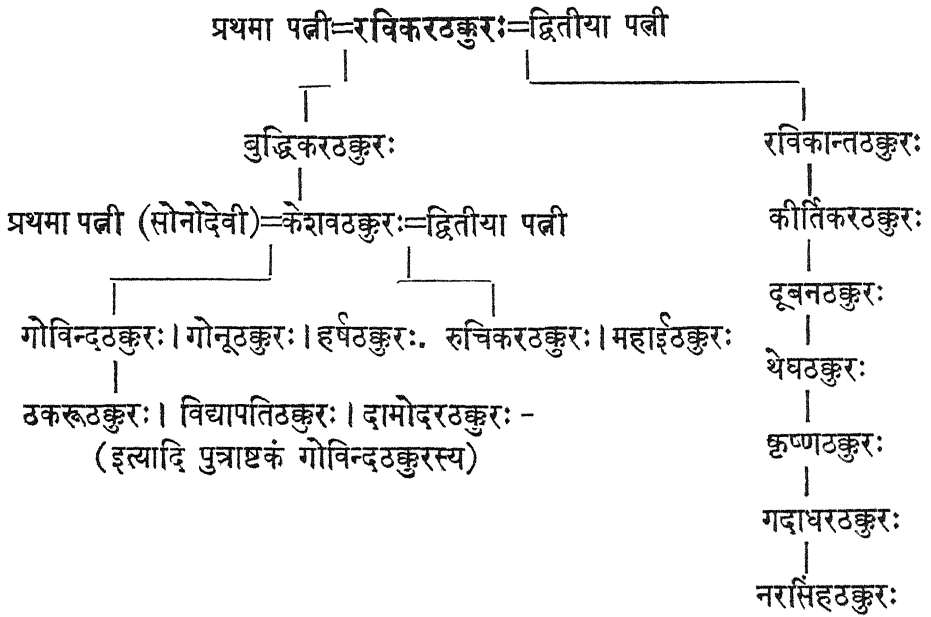 प्रथमा पत्नी=रविकरठक्कुरः=द्वितीया पत्नी
बुद्धिकरठक्कुरः
रविकान्तठक्कुरः
प्रथमा पत्नी (सोनोदेवी)=केशवठक्कुरः=द्वितीया पत्नी
कीर्तिकरठक्कुरः
दूबनठक्कुरः
गोविन्दठक्कुरः। गोनूठक्कुरः। हर्षठक्कुरः. रुचिकरठक्कुरः। महाईठक्कुरः
थेघठक्कुरः
ठकरूठक्कुरः। विद्यापतिठक्कुरः। दामोदरठक्कुरः -
(इत्यादि पुत्राष्टकं गोविन्दठक्कुरस्य)
कृष्णठक्कुरः
गदाधरठक्कुरः
नरसिंहठक्कुरः